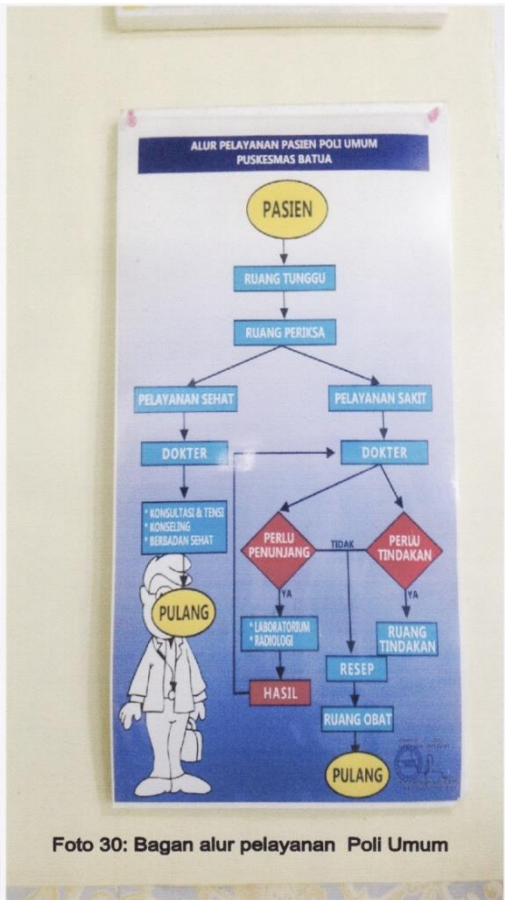 ALUR PELAYANAN PASIEN POLI UMUM
PUSKESMAS BATUA
PASIEN
RUANG TUNGGU
RUANG PERIKSA
PELAYANAN SEHAT
PELAYANAN SAKIT
DOKTER
DOKTER
* KONSULTASI & TENSI
* KONSELING
* BERBADAN SEHAT
PERLU
PENUNJANG
TIDAK
PERLU
TINDAKAN
YA
YA
PULANG
* LABORATORIUM
* RADIOLOGI
RUANG
TINDAKAN
RESEP
HASIL
RUANG OBAT
PULANG
Foto 30: Bagan alur pelayanan Poli Umum